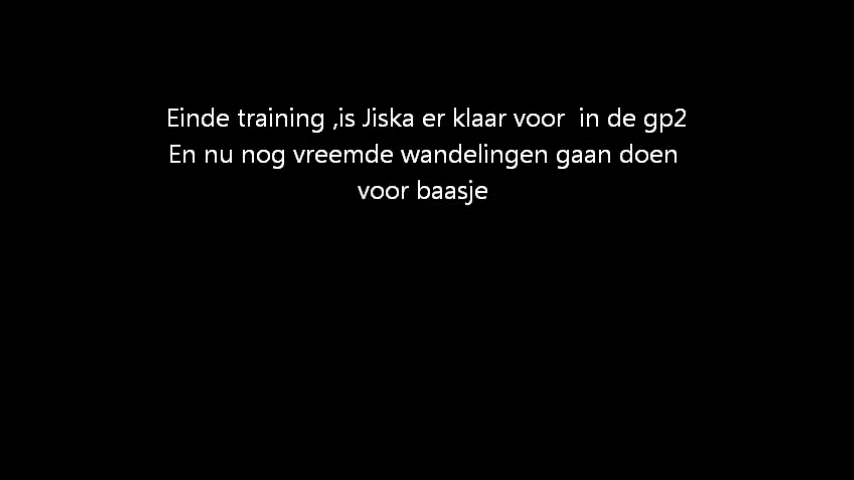 Einde training ,is Jiska er klaar voor  in de gp2
En nu nog vreemde wandelingen gaan doen
voor baasje